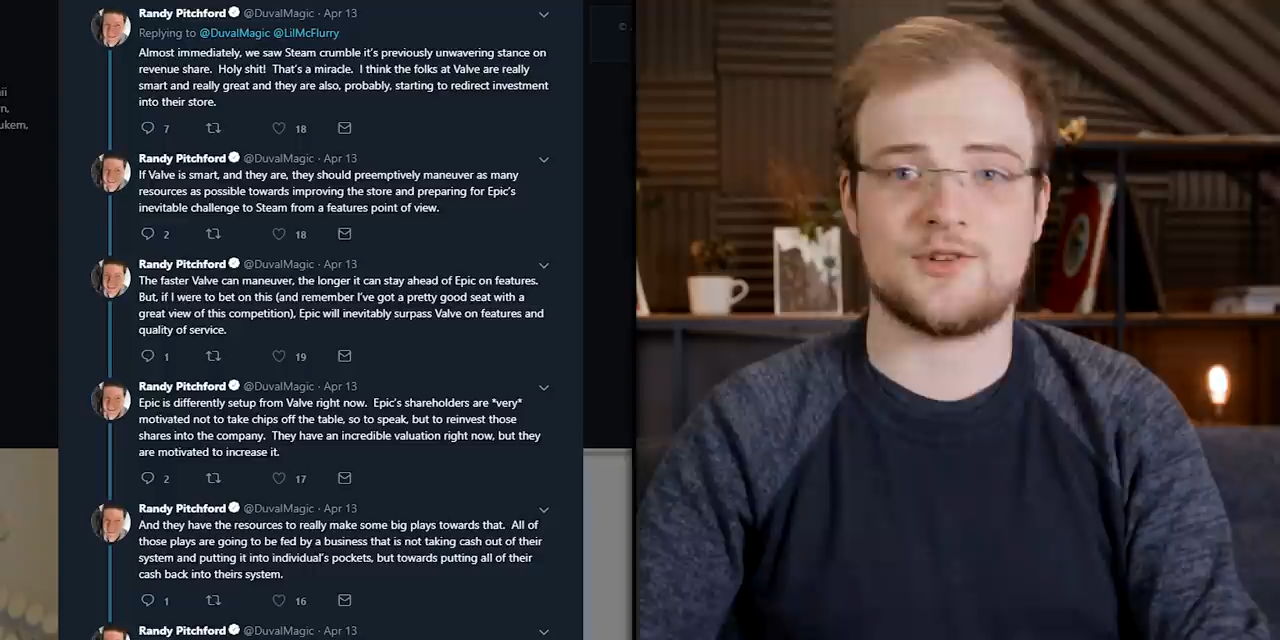 Randy Pitchford @DuvalMagic · Apr 13
Replying to @DuvalMagic @LilMcFlurry
Almost immediately, we saw Steam crumble it's previously unwavering stance on
revenue share. Holy shit! That's a miracle. I think the folks at Valve are really
smart and really great and they are also, probably, starting to redirect investment
into their store.
7 18
Randy Pitchford @DuvalMagic · Apr 13
If Valve is smart, and they are, they should preemptively maneuver as many
resources as possible towards improving the store and preparing for Epic's
inevitable challenge to Steam from a features point of view.
2 18
Randy Pitchford @DuvalMagic · Apr 13
The faster Valve can maneuver, the longer it can stay ahead of Epic on features.
But, if I were to bet on this (and remember I've got a pretty good seat with a
great view of this competition), Epic will inevitably surpass Valve on features and
quality of service.
1 19
Randy Pitchford @DuvalMagic · Apr 13
Epic is differently setup from Valve right now. Epic's shareholders are *very*
motivated not to take chips off the table, so to speak, but to reinvest those
shares into the company. They have an incredible valuation right now, but they
are motivated to increase it.
2 17
Randy Pitchford @DuvalMagic · Apr 13
And they have the resources to really make some big plays towards that. All of
those plays are going to be fed by a business that is not taking cash out of their
system and putting it into individual's pockets, but towards putting all of their
cash back into theirs system.
1 16
Randy Pitchford @DuvalMagic · Apr 13